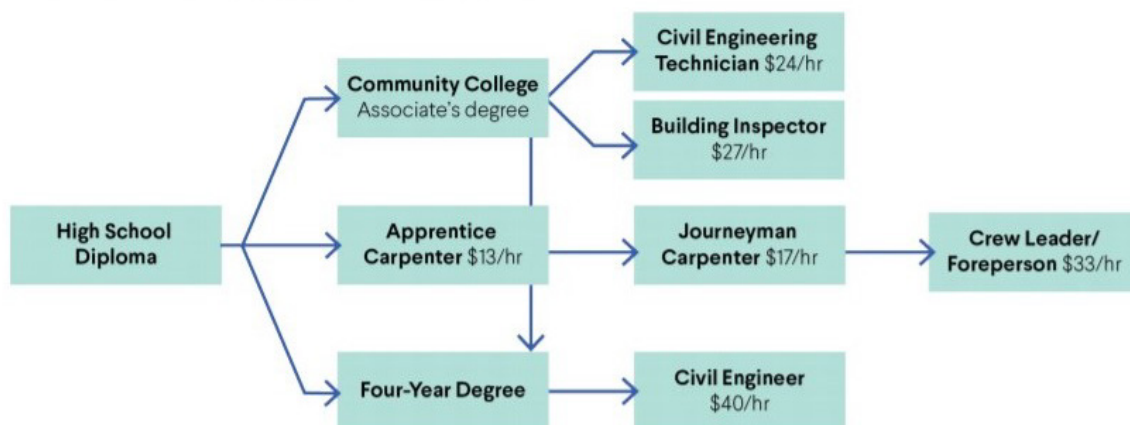 Civil Engineering
Technician $24/hr
Community College
Associate's degree
Building Inspector
$27/hr
High School
Diploma
Apprentice
Carpenter $13/hr
Journeyman
Carpenter $17/hr
Crew Leader/
Foreperson $33/hr
Four-Year Degree
Civil Engineer
$40/hr